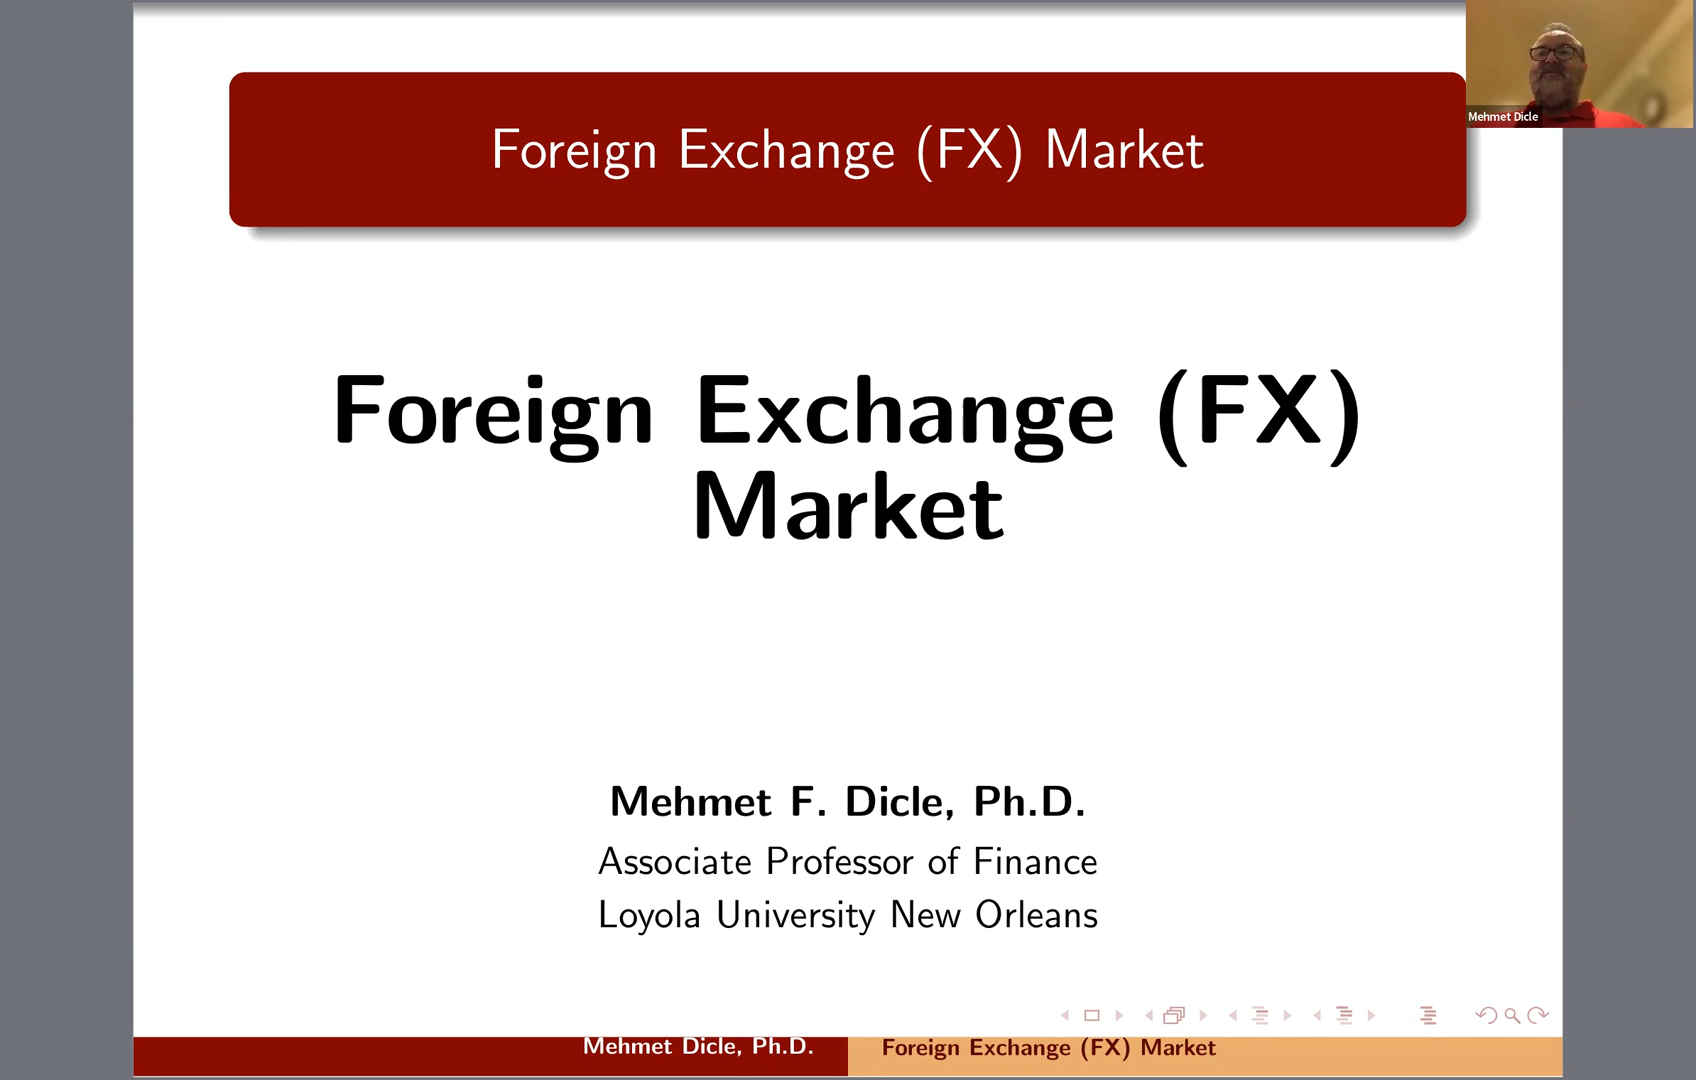 Foreign Exchange (FX) Market
Mehmet Dicle
Foreign Exchange (FX)
Market
Mehmet F. Dicle, Ph.D.
Associate Professor of Finance
Loyola University New Orleans
Mehmet Dicle, Ph.D.
Foreign Exchange (FX) Market